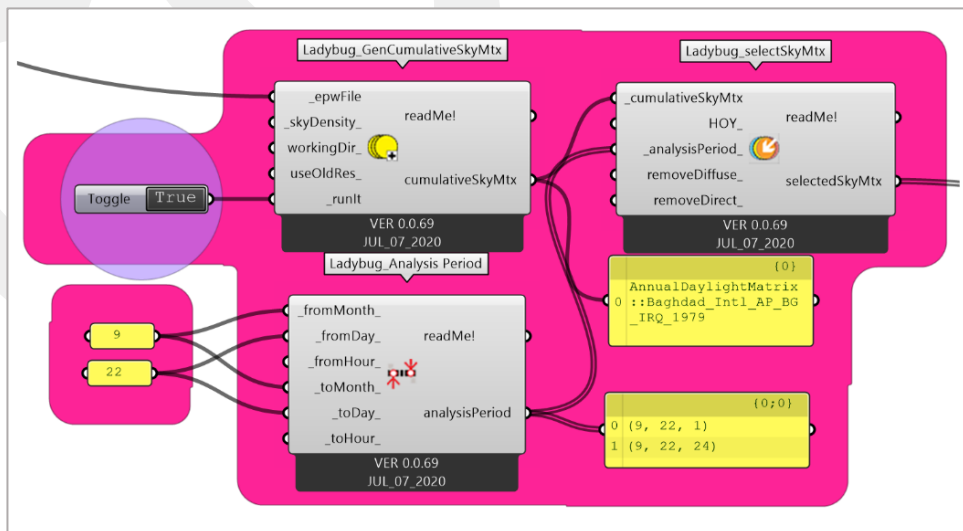 Ladybug_GenCumulativeSkyMtx
_epwFile
_skyDensity_
workingDir_
useOldRes_
_runIt
readMe!
cumulativeSkyMtx
VER 0.0.69
JUL_07_2020
Toggle True
Ladybug_selectSkyMtx
_cumulativeSkyMtx
HOY_
_analysisPeriod_
removeDiffuse_
removeDirect_
readMe!
selectedSkyMtx
VER 0.0.69
JUL_07_2020
Ladybug_Analysis Period
_fromMonth_
_fromDay_
_fromHour_
_toMonth_
_toDay_
_toHour_
readMe!
analysisPeriod
VER 0.0.69
JUL_07_2020
9
22
{0}
AnnualDaylightMatrix
0 ::Baghdad_Intl_AP_BG
_IRQ_1979
{0;0}
0 (9, 22, 1)
1 (9, 22, 24)